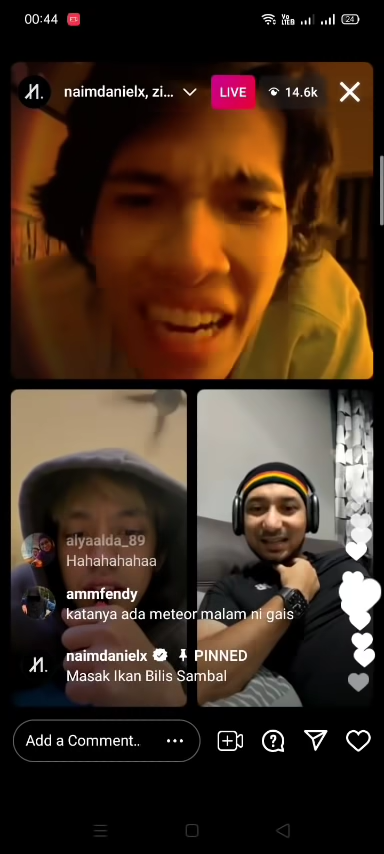 00:44
24
naimdanielx, zi...
LIVE
14.6k
alyaalda_89
Hahahahahaa
ammfendy
katanya ada meteor malam ni gais
naimdanielx PINNED
Masak Ikan Bilis Sambal
Add a Comment..